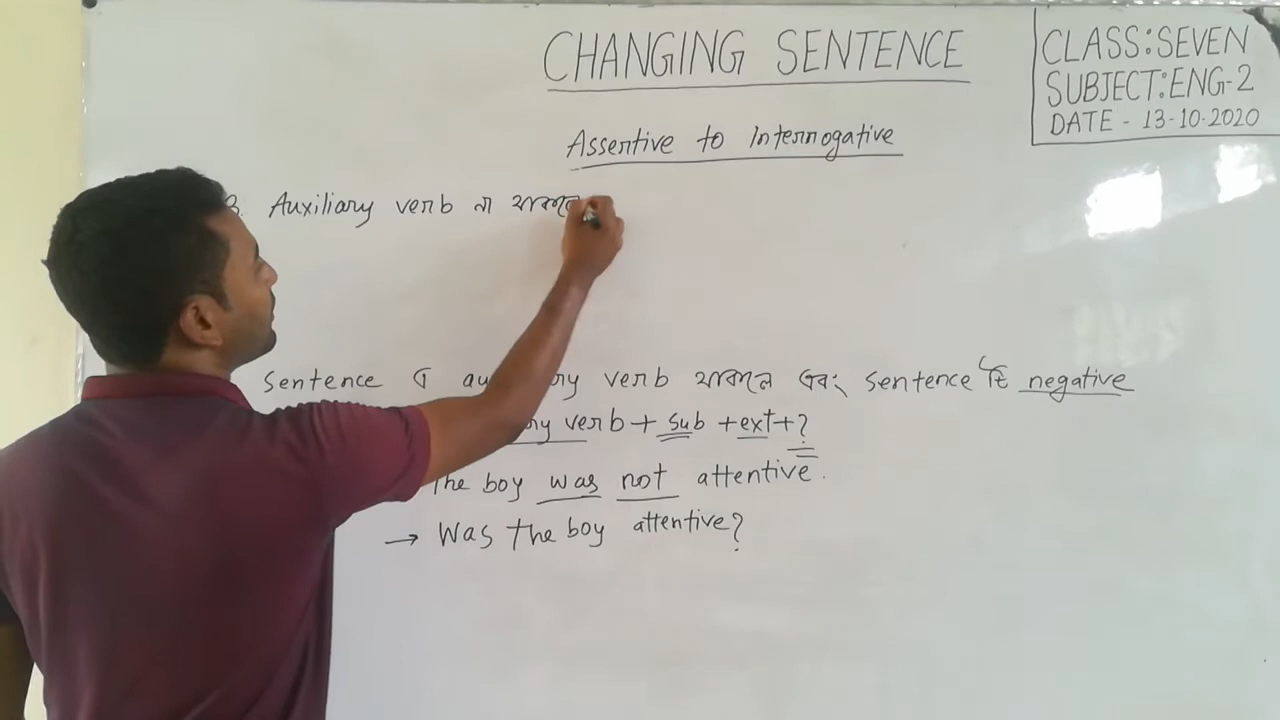 CHANGING SENTENCE
CLASS:SEVEN
SUBJECT:ENG-2
DATE - 13-10-2020
Assertive to Interrogative
3. Auxiliary verb না থাকলে
Sentence এ verb থাকলে এবং sentence টি negative
verb + sub + ext + ?
The boy was not attentive.
→ Was the boy attentive?